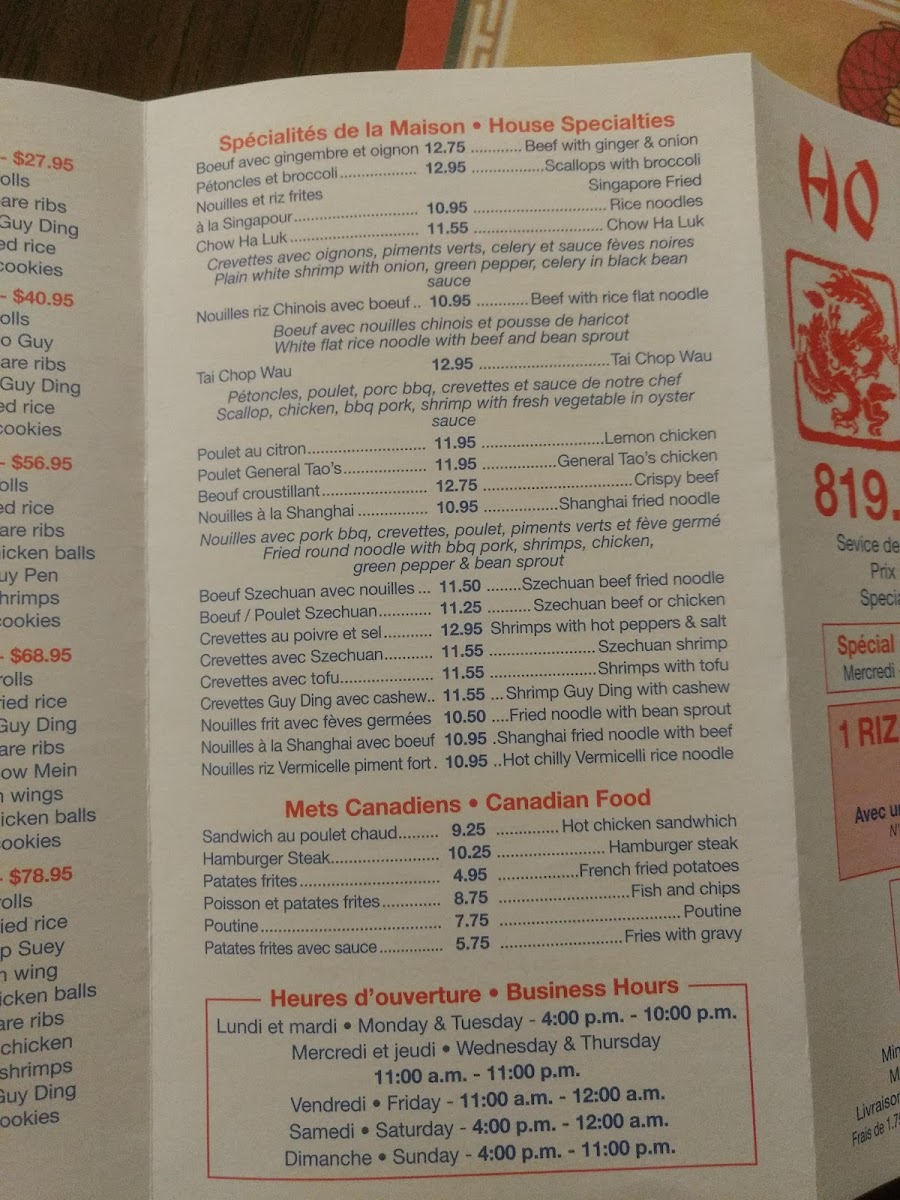 - $27.95
olls
are ribs
Guy Ding
ed rice
cookies
- $40.95
olls
o Guy
are ribs
Guy Ding
ed rice
cookies
- $56.95
olls
ed rice
are ribs
icken balls
uy Pen
hrimps
cookies
- $68.95
rolls
ried rice
Guy Ding
are ribs
ow Mein
n wings
icken balls
ookies
- $78.95
rolls
ied rice
p Suey
n wing
icken balls
are ribs
chicken
shrimps
Guy Ding
ookies
Spécialités de la Maison • House Specialties
Boeuf avec gingembre et oignon 12.75 ........... Beef with ginger & onion
Pétoncles et broccoli.................. 12.95 .................Scallops with broccoli
Nouilles et riz frites Singapore Fried
à la Singapour............................. 10.95 ............................... Rice noodles
Chow Ha Luk.............................. 11.55 .............................. Chow Ha Luk
Crevettes avec oignons, piments verts, celery et sauce fèves noires
Plain white shrimp with onion, green pepper, celery in black bean
sauce
Nouilles riz Chinois avec boeuf.. 10.95 ............Beef with rice flat noodle
Boeuf avec nouilles chinois et pousse de haricot
White flat rice noodle with beef and bean sprout
Tai Chop Wau 12.95 ...............................Tai Chop Wau
Pétoncles, poulet, porc bbq, crevettes et sauce de notre chef
Scallop, chicken, bbq pork, shrimp with fresh vegetable in oyster
sauce
Poulet au citron........................... 11.95 .............................Lemon chicken
Poulet General Tao's................... 11.95 .................General Tao's chicken
Beouf croustillant........................ 12.75 ...................................Crispy beef
Nouilles à la Shanghai ................ 10.95 .................Shanghai fried noodle
Nouilles avec pork bbq, crevettes, poulet, piments verts et fève germé
Fried round noodle with bbq pork, shrimps, chicken,
green pepper & bean sprout
Boeuf Szechuan avec nouilles ... 11.50 ........Szechuan beef fried noodle
Boeuf / Poulet Szechuan............ 11.25 .......... Szechuan beef or chicken
Crevettes au poivre et sel........... 12.95 Shrimps with hot peppers & salt
Crevettes avec Szechuan........... 11.55 ........................Szechuan shrimp
Crevettes avec tofu..................... 11.55 ........................Shrimps with tofu
Crevettes Guy Ding avec cashew.. 11.55 ...Shrimp Guy Ding with cashew
Nouilles frit avec fèves germées 10.50 ....Fried noodle with bean sprout
Nouilles à la Shanghai avec boeuf 10.95 .Shanghai fried noodle with beef
Nouilles riz Vermicelle piment fort. 10.95 ..Hot chilly Vermicelli rice noodle
Mets Canadiens • Canadian Food
Sandwich au poulet chaud......... 9.25 ............. Hot chicken sandwhich
Hamburger Steak........................ 10.25 ........................ Hamburger steak
Patates frites............................... 4.95 ..................French fried potatoes
Poisson et patates frites............. 8.75 ...............................Fish and chips
Poutine........................................ 7.75 ......................................... Poutine
Patates frites avec sauce.............. 5.75 ............................Fries with gravy
Heures d'ouverture • Business Hours
Lundi et mardi • Monday & Tuesday - 4:00 p.m. - 10:00 p.m.
Mercredi et jeudi • Wednesday & Thursday
11:00 a.m. - 11:00 p.m.
Vendredi • Friday - 11:00 a.m. - 12:00 a.m.
Samedi • Saturday - 4:00 p.m. - 12:00 a.m.
Dimanche • Sunday - 4:00 p.m. - 11:00 p.m.
HO
819.
Sevice de
Prix
Specia
Spécial
Mercredi
1 RIZ
Avec un
N'
Min
M
Livraison
Frais de 1.75